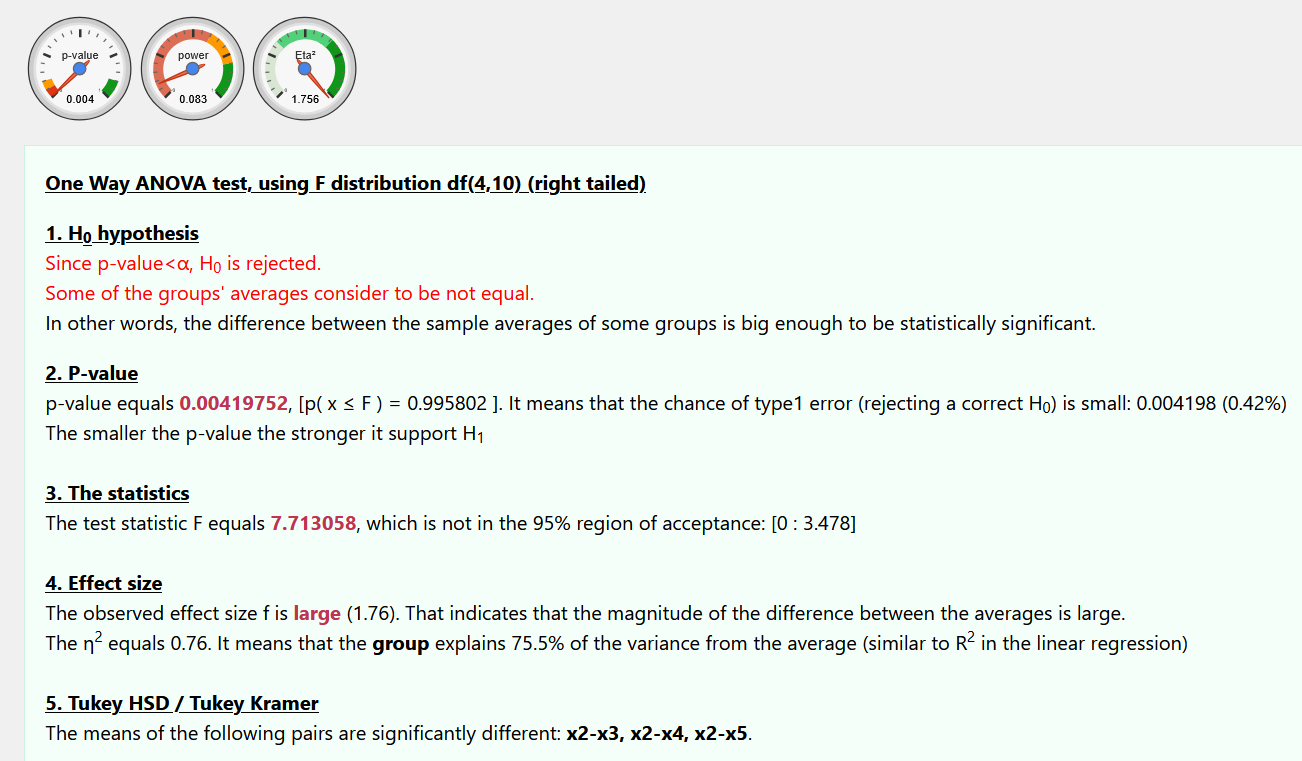 p-value power Eta²
0.004 0.083 1.756
One Way ANOVA test, using F distribution df(4,10) (right tailed)
1. H₀ hypothesis
Since p-value<α, H₀ is rejected.
Some of the groups' averages consider to be not equal.
In other words, the difference between the sample averages of some groups is big enough to be statistically significant.
2. P-value
p-value equals 0.00419752, [p( x ≤ F ) = 0.995802 ]. It means that the chance of type1 error (rejecting a correct H₀) is small: 0.004198 (0.42%)
The smaller the p-value the stronger it support H₁
3. The statistics
The test statistic F equals 7.713058, which is not in the 95% region of acceptance: [0 : 3.478]
4. Effect size
The observed effect size f is large (1.76). That indicates that the magnitude of the difference between the averages is large.
The η² equals 0.76. It means that the group explains 75.5% of the variance from the average (similar to R² in the linear regression)
5. Tukey HSD / Tukey Kramer
The means of the following pairs are significantly different: x2-x3, x2-x4, x2-x5.